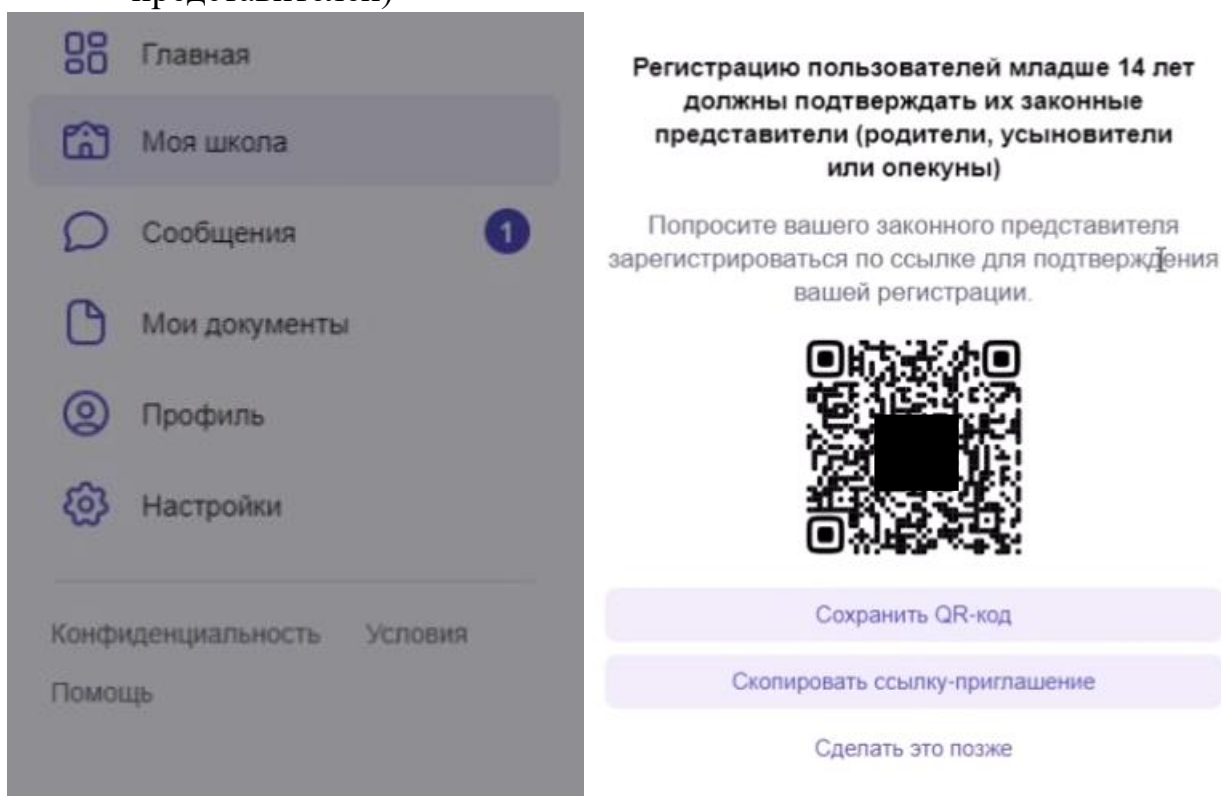 представителей)
Главная
Моя школа
Сообщения
1
Мои документы
Профиль
Настройки
Конфиденциальность Условия
Помощь
Регистрацию пользователей младше 14 лет
должны подтверждать их законные
представители (родители, усыновители
или опекуны)
Попросите вашего законного представителя
зарегистрироваться по ссылке для подтверждения
вашей регистрации.
Сохранить QR-код
Скопировать ссылку-приглашение
Сделать это позже